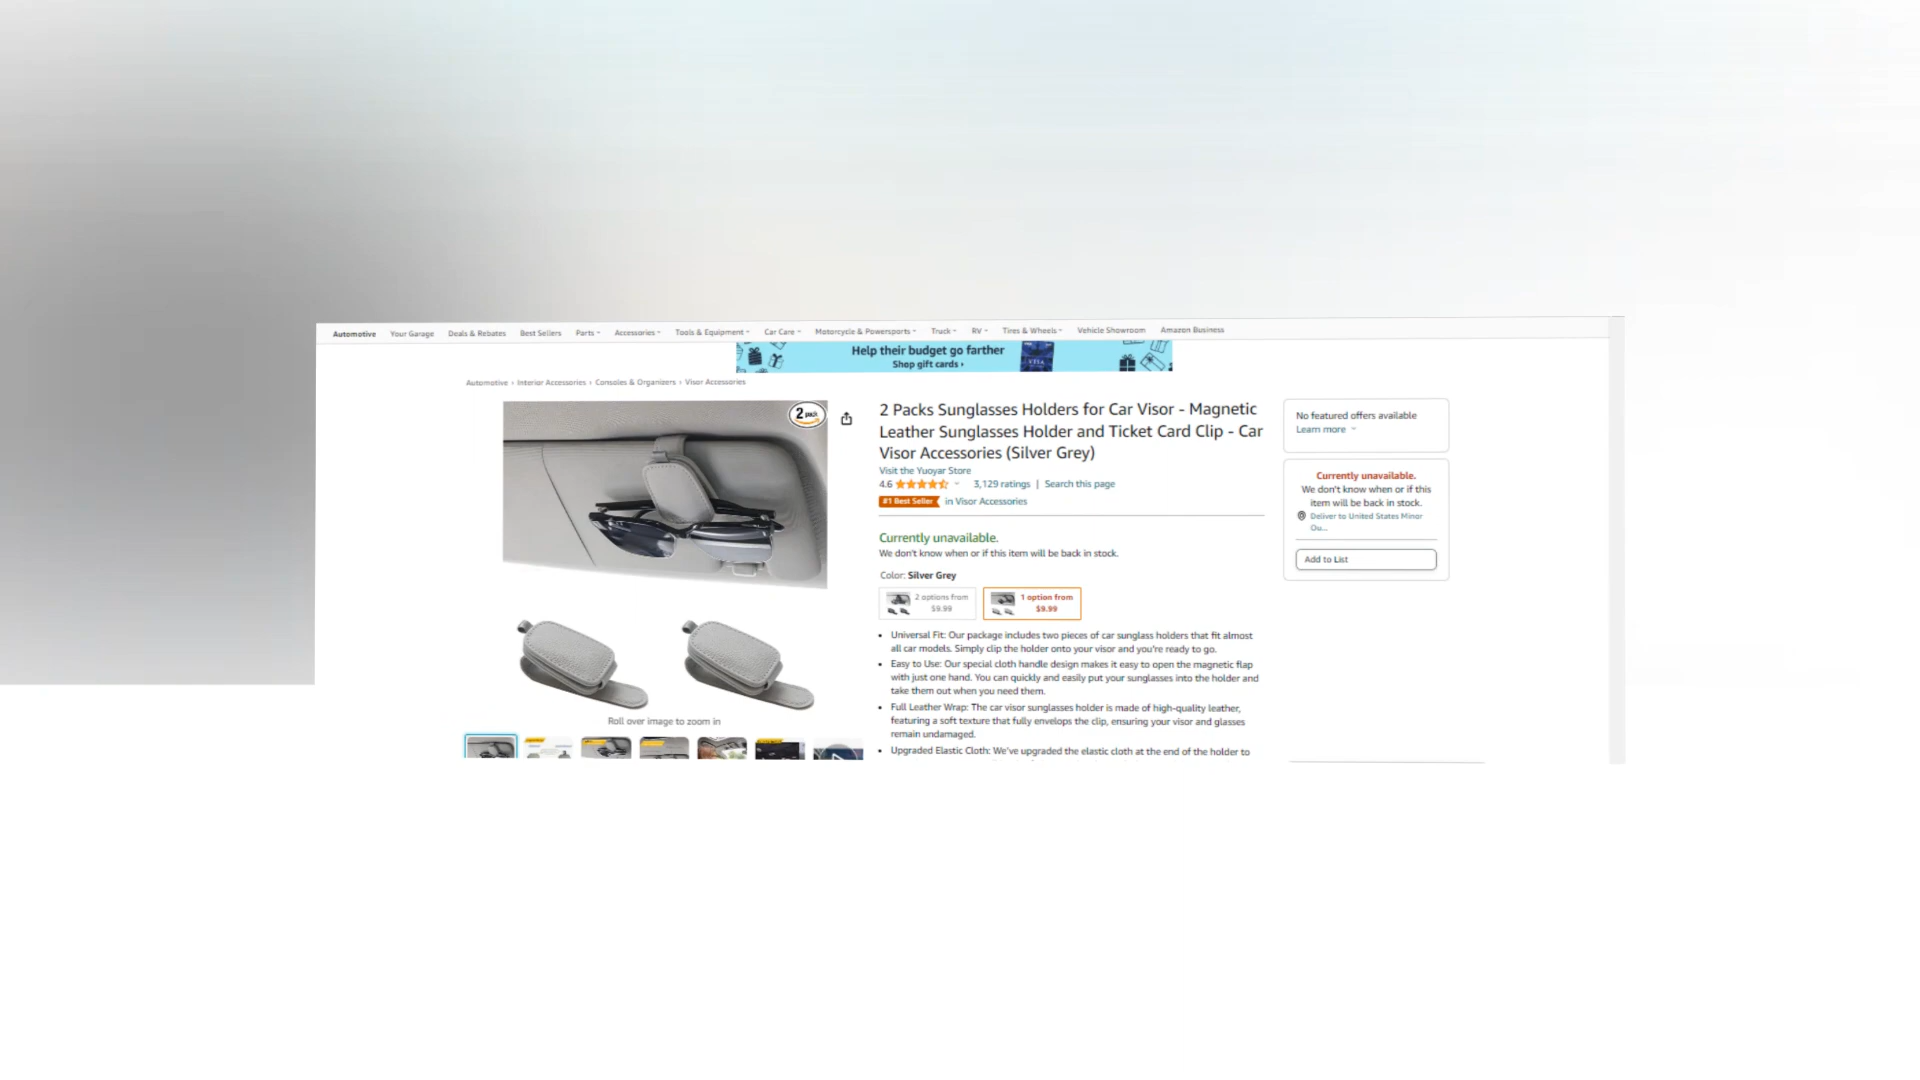 Automotive Your Garage Deals & Rebates Best Sellers Parts Accessories Tools & Equipment Car Care Motorcycle & Powersports Truck RV Tires & Wheels Vehicle Showroom Amazon Business
Help their budget go farther
Shop gift cards ›
Automotive › Interior Accessories › Consoles & Organizers › Visor Accessories
2 pack
2 Packs Sunglasses Holders for Car Visor - Magnetic
Leather Sunglasses Holder and Ticket Card Clip - Car
Visor Accessories (Silver Grey)
Visit the Yuoyar Store
4.6 3,129 ratings | Search this page
#1 Best Seller in Visor Accessories
Currently unavailable.
We don't know when or if this item will be back in stock.
Color: Silver Grey
2 options from
$9.99
1 option from
$9.99
• Universal Fit: Our package includes two pieces of car sunglass holders that fit almost
all car models. Simply clip the holder onto your visor and you're ready to go.
• Easy to Use: Our special cloth handle design makes it easy to open the magnetic flap
with just one hand. You can quickly and easily put your sunglasses into the holder and
take them out when you need them.
• Full Leather Wrap: The car visor sunglasses holder is made of high-quality leather,
featuring a soft texture that fully envelops the clip, ensuring your visor and glasses
remain undamaged.
• Upgraded Elastic Cloth: We've upgraded the elastic cloth at the end of the holder to
Roll over image to zoom in
No featured offers available
Learn more
Currently unavailable.
We don't know when or if this
item will be back in stock.
Deliver to United States Minor
Ou...
Add to List